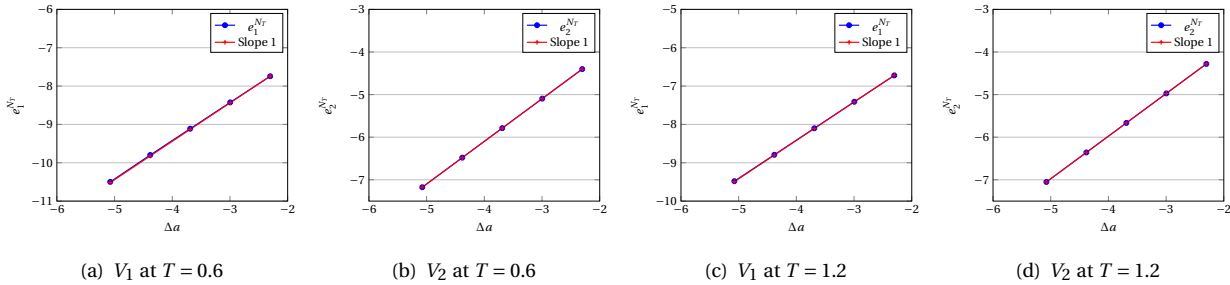 −6
−7
−8
−9
−10
−11
−6
−5
−4
−3
−2
Δa
e_1^{N_T}
e_1^{N_T}
Slope 1
(a) V_1 at T = 0.6
−3
−4
−5
−6
−7
−6
−5
−4
−3
−2
Δa
e_2^{N_T}
e_2^{N_T}
Slope 1
(b) V_2 at T = 0.6
−5
−6
−7
−8
−9
−10
−6
−5
−4
−3
−2
Δa
e_1^{N_T}
e_1^{N_T}
Slope 1
(c) V_1 at T = 1.2
−3
−4
−5
−6
−7
−6
−5
−4
−3
−2
Δa
e_2^{N_T}
e_2^{N_T}
Slope 1
(d) V_2 at T = 1.2